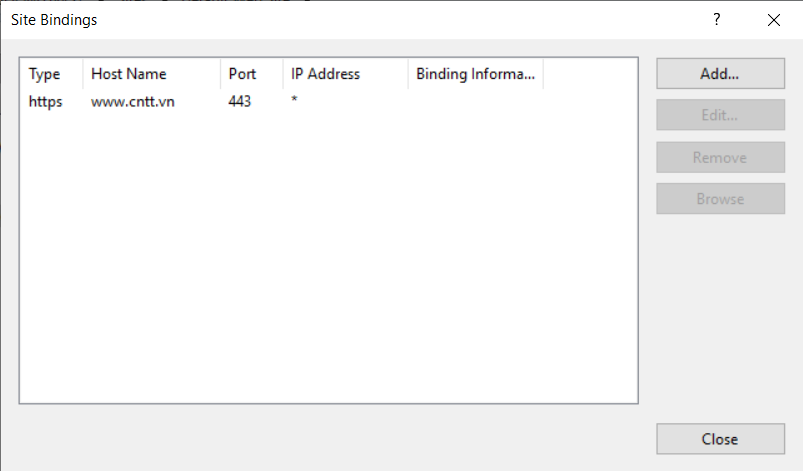 Site Bindings
?
Type Host Name Port IP Address Binding Informa...
https www.cntt.vn 443 *
Add...
Edit...
Remove
Browse
Close